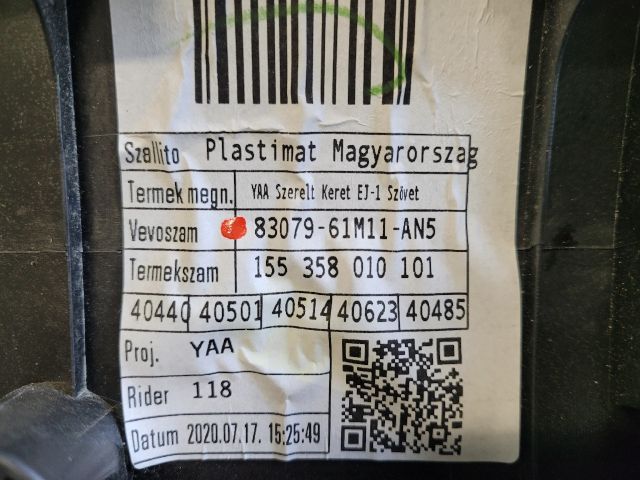 Szallito Plastimat Magyarorszag
Termek megn. YAA Szerelt Keret EJ-1 Szövet
Vevoszam 83079-61M11-AN5
Termekszam 155 358 010 101
40440 40501 40514 40623 40485
Proj. YAA
Rider 118
Datum 2020.07.17. 15:25:49